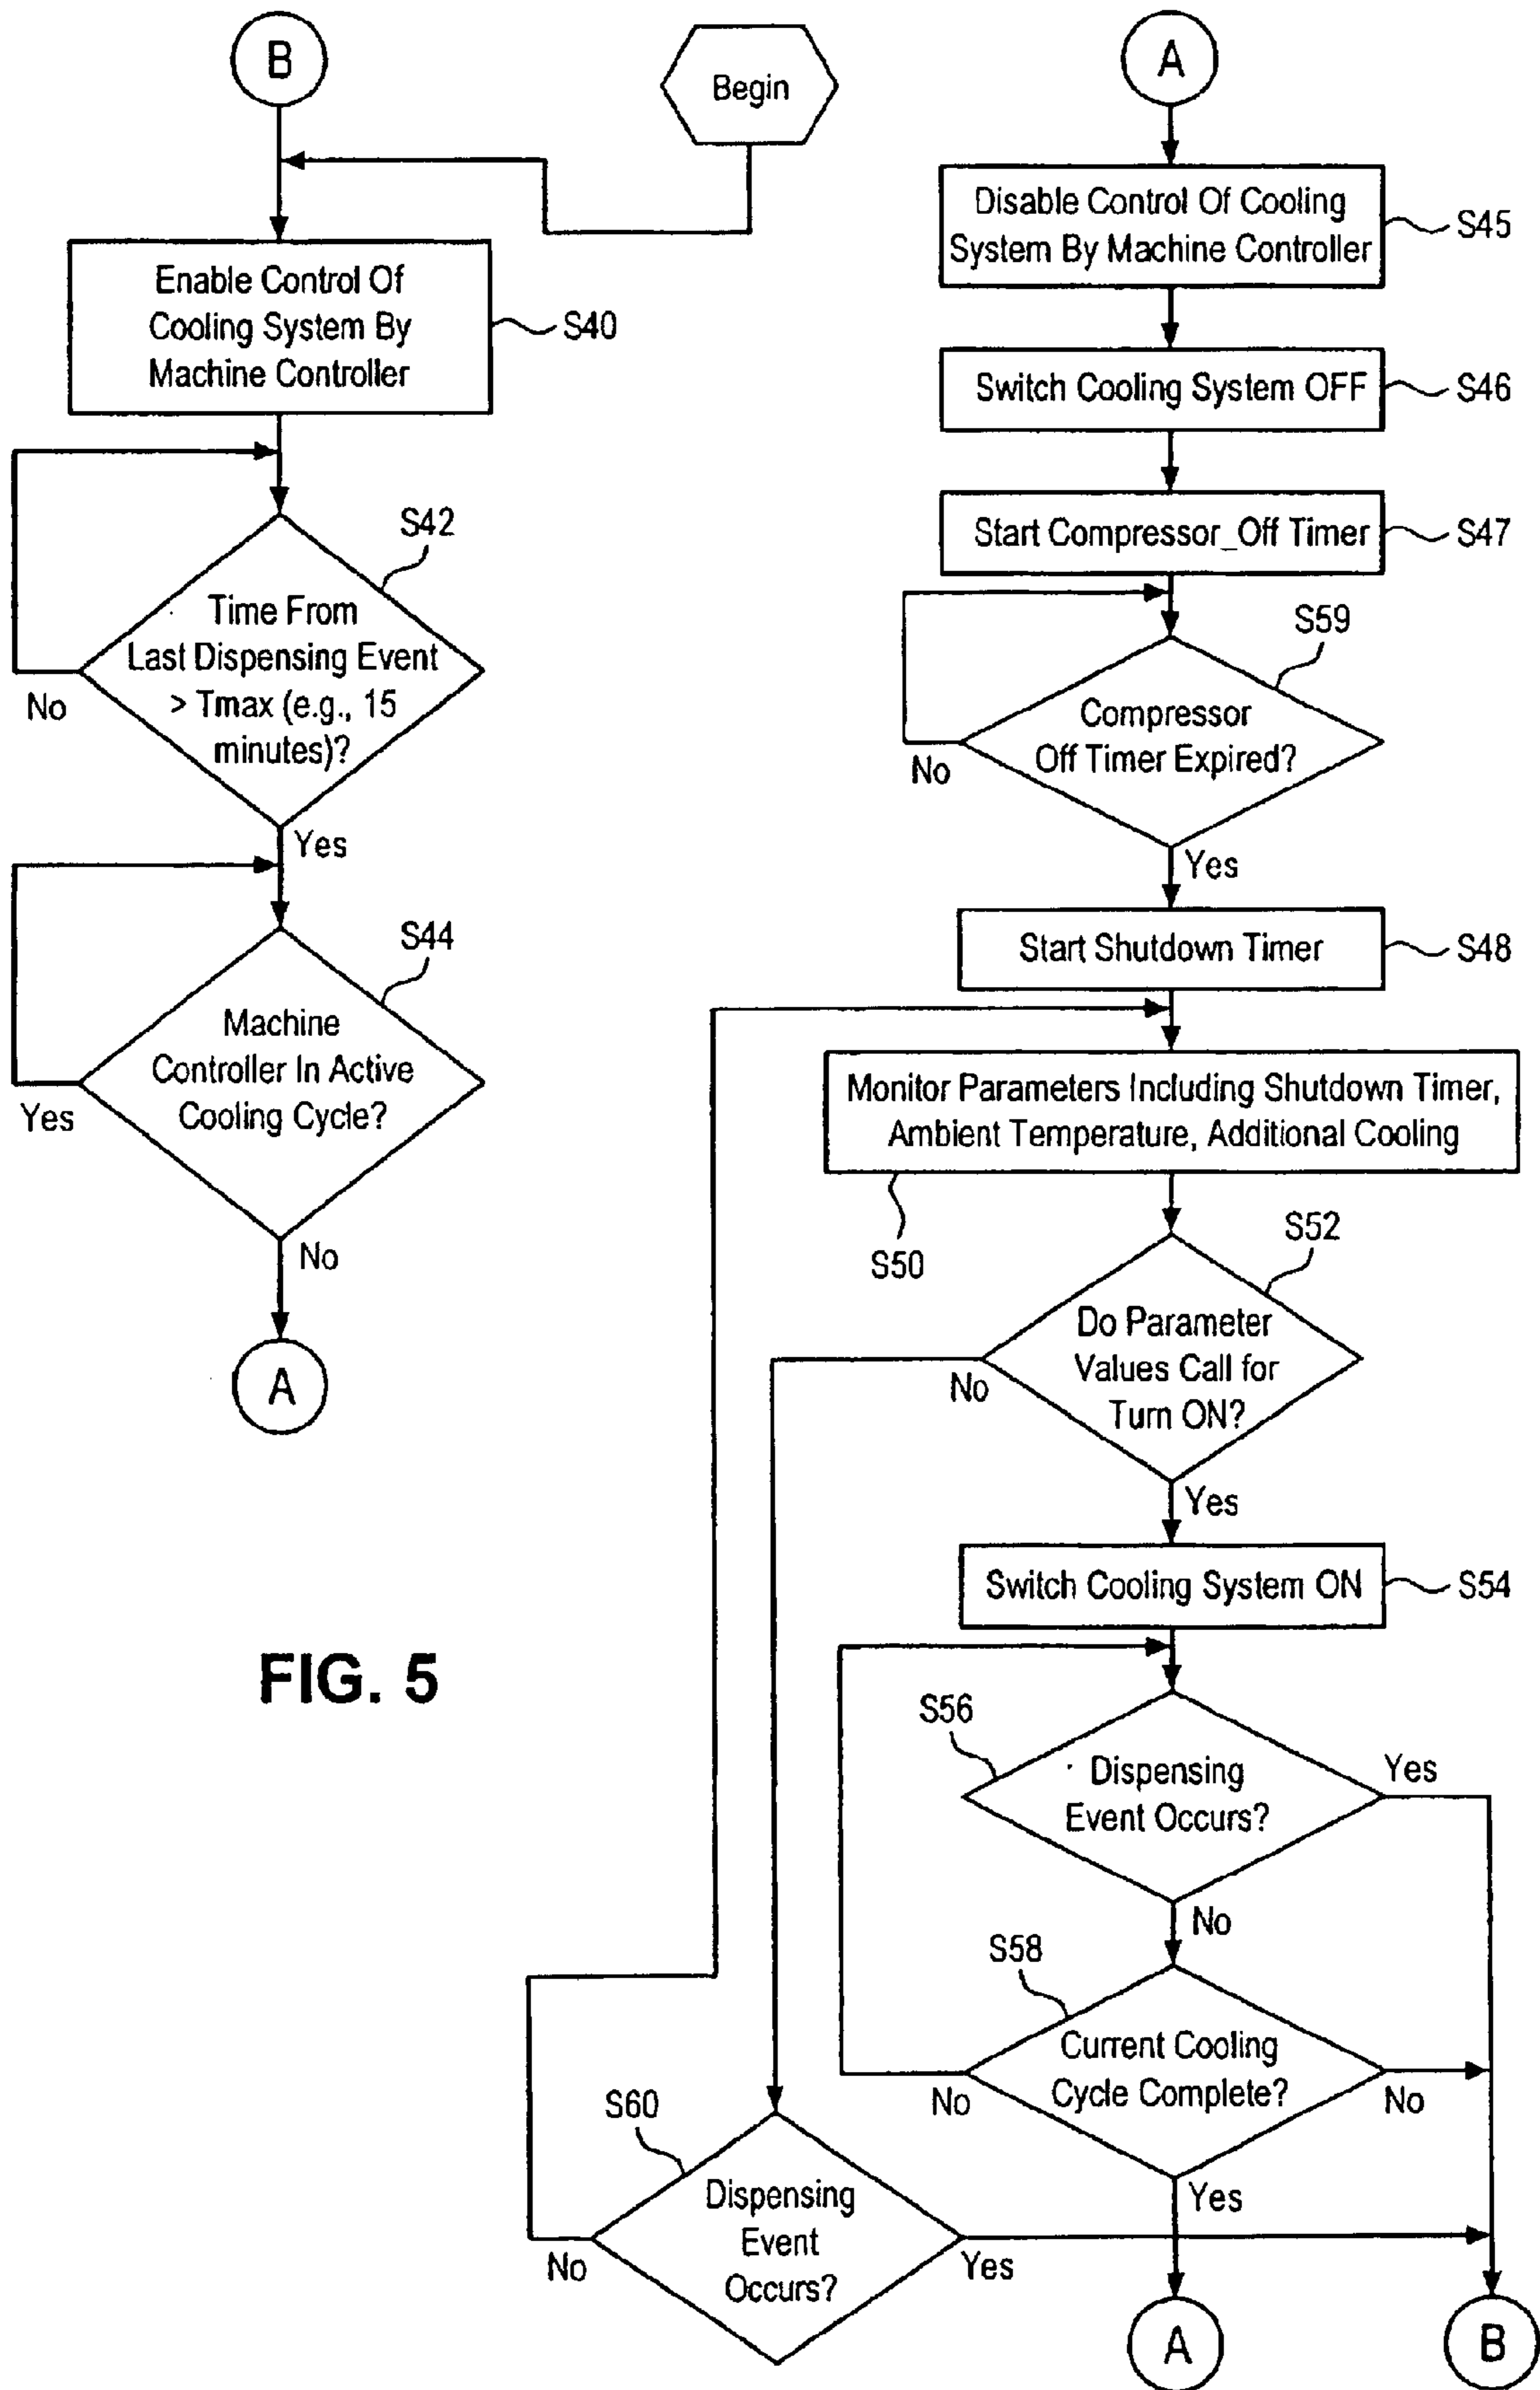 B
Begin
Enable Control Of
Cooling System By
Machine Controller
S40
S42
Time From
Last Dispensing Event
> Tmax (e.g., 15
minutes)?
No
Yes
S44
Machine
Controller In Active
Cooling Cycle?
Yes
No
A
A
Disable Control Of Cooling
System By Machine Controller
S45
Switch Cooling System OFF
S46
Start Compressor_Off Timer
S47
S59
Compressor
Off Timer Expired?
No
Yes
Start Shutdown Timer
S48
Monitor Parameters Including Shutdown Timer,
Ambient Temperature, Additional Cooling
S50
S52
Do Parameter
Values Call for
Turn ON?
No
Yes
Switch Cooling System ON
S54
S56
Dispensing
Event Occurs?
Yes
No
S58
Current Cooling
Cycle Complete?
No
No
Yes
S60
Dispensing
Event
Occurs?
No
Yes
A
B
FIG. 5